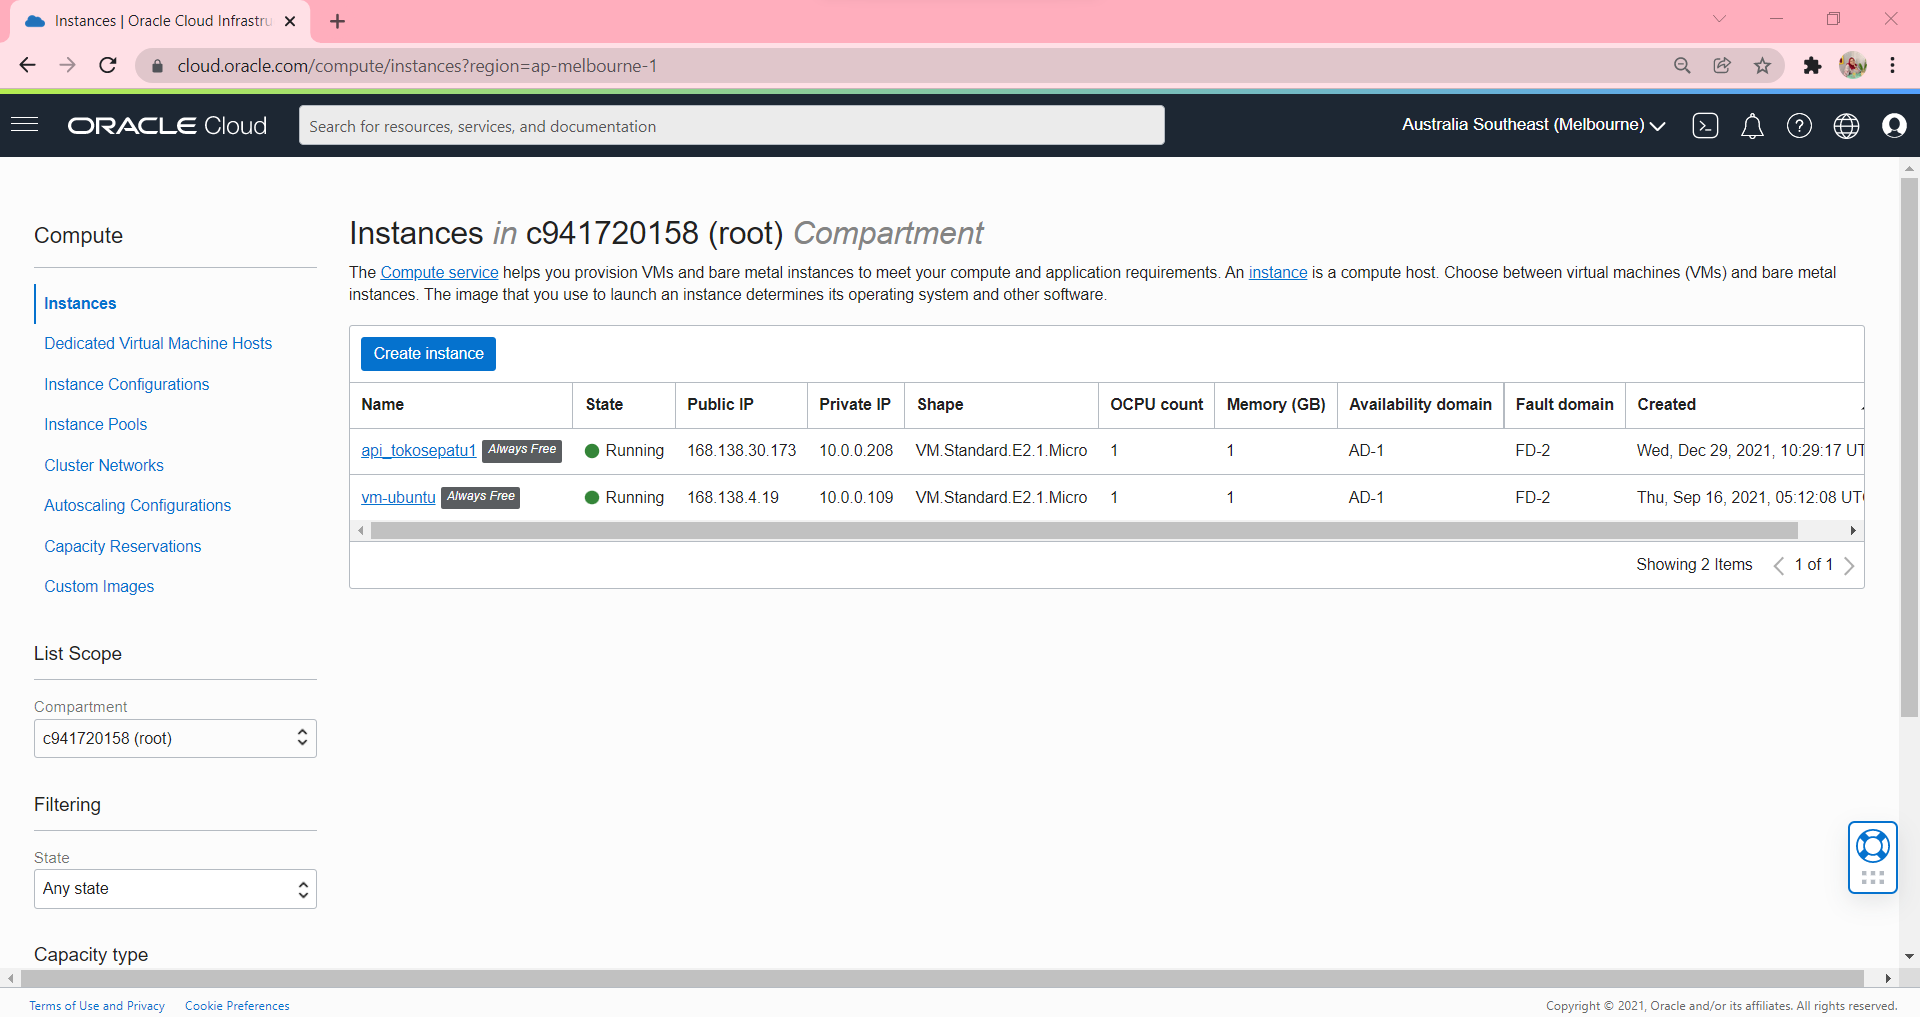 Instances | Oracle Cloud Infrastru
cloud.oracle.com/compute/instances?region=ap-melbourne-1
ORACLE Cloud
Search for resources, services, and documentation
Australia Southeast (Melbourne)
Compute
Instances
Dedicated Virtual Machine Hosts
Instance Configurations
Instance Pools
Cluster Networks
Autoscaling Configurations
Capacity Reservations
Custom Images
List Scope
Compartment
c941720158 (root)
Filtering
State
Any state
Capacity type
Instances in c941720158 (root) Compartment
The Compute service helps you provision VMs and bare metal instances to meet your compute and application requirements. An instance is a compute host. Choose between virtual machines (VMs) and bare metal
instances. The image that you use to launch an instance determines its operating system and other software.
Create instance
Name State Public IP Private IP Shape OCPU count Memory (GB) Availability domain Fault domain Created
api_tokosepatu1 Always Free Running 168.138.30.173 10.0.0.208 VM.Standard.E2.1.Micro 1 1 AD-1 FD-2 Wed, Dec 29, 2021, 10:29:17 UT
vm-ubuntu Always Free Running 168.138.4.19 10.0.0.109 VM.Standard.E2.1.Micro 1 1 AD-1 FD-2 Thu, Sep 16, 2021, 05:12:08 UT
Showing 2 Items 1 of 1
Terms of Use and Privacy Cookie Preferences
Copyright © 2021, Oracle and/or its affiliates. All rights reserved.